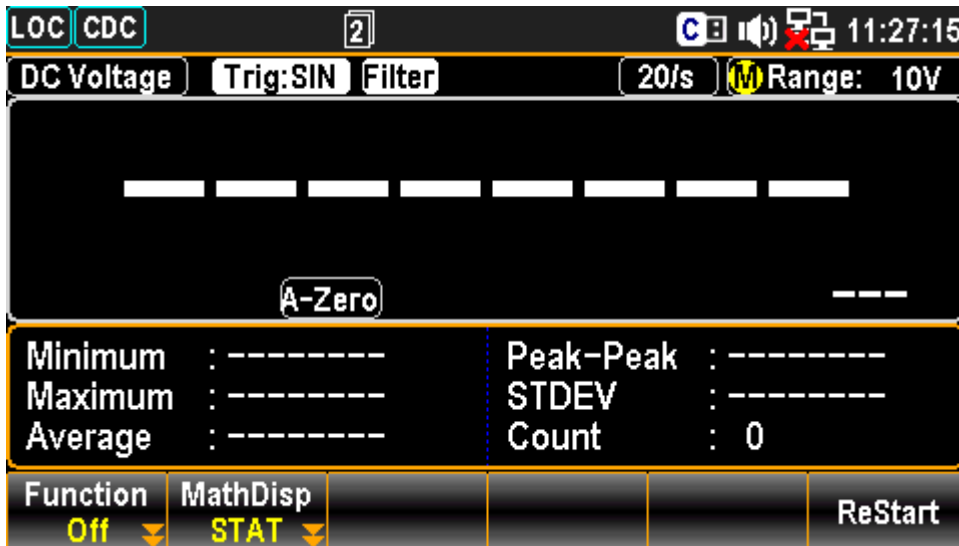 LOC CDC 2 C 11:27:15
DC Voltage Trig:SIN Filter 20/s M Range: 10V
--------
A-Zero ---
Minimum :-------- Peak-Peak :--------
Maximum :-------- STDEV :--------
Average :-------- Count : 0
Function MathDisp
Off STAT ReStart